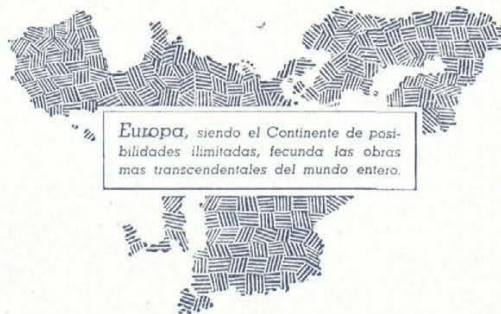 Europa, siendo el Continente de posi-
bilidades ilimitadas, fecunda las obras
mas transcendentales del mundo entero.